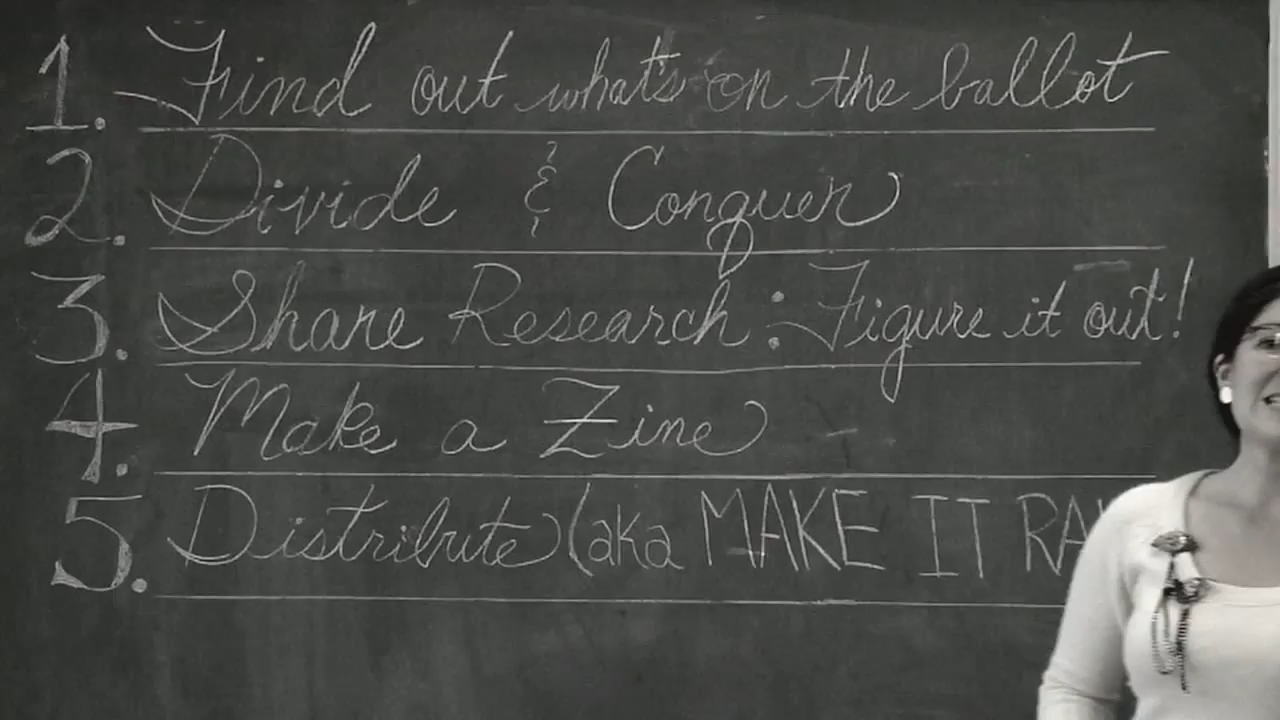 1. Find out what's on the ballot
2. Divide & Conquer
3. Share Research: Figure it out!
4. Make a Zine
5. Distribute (aka MAKE IT